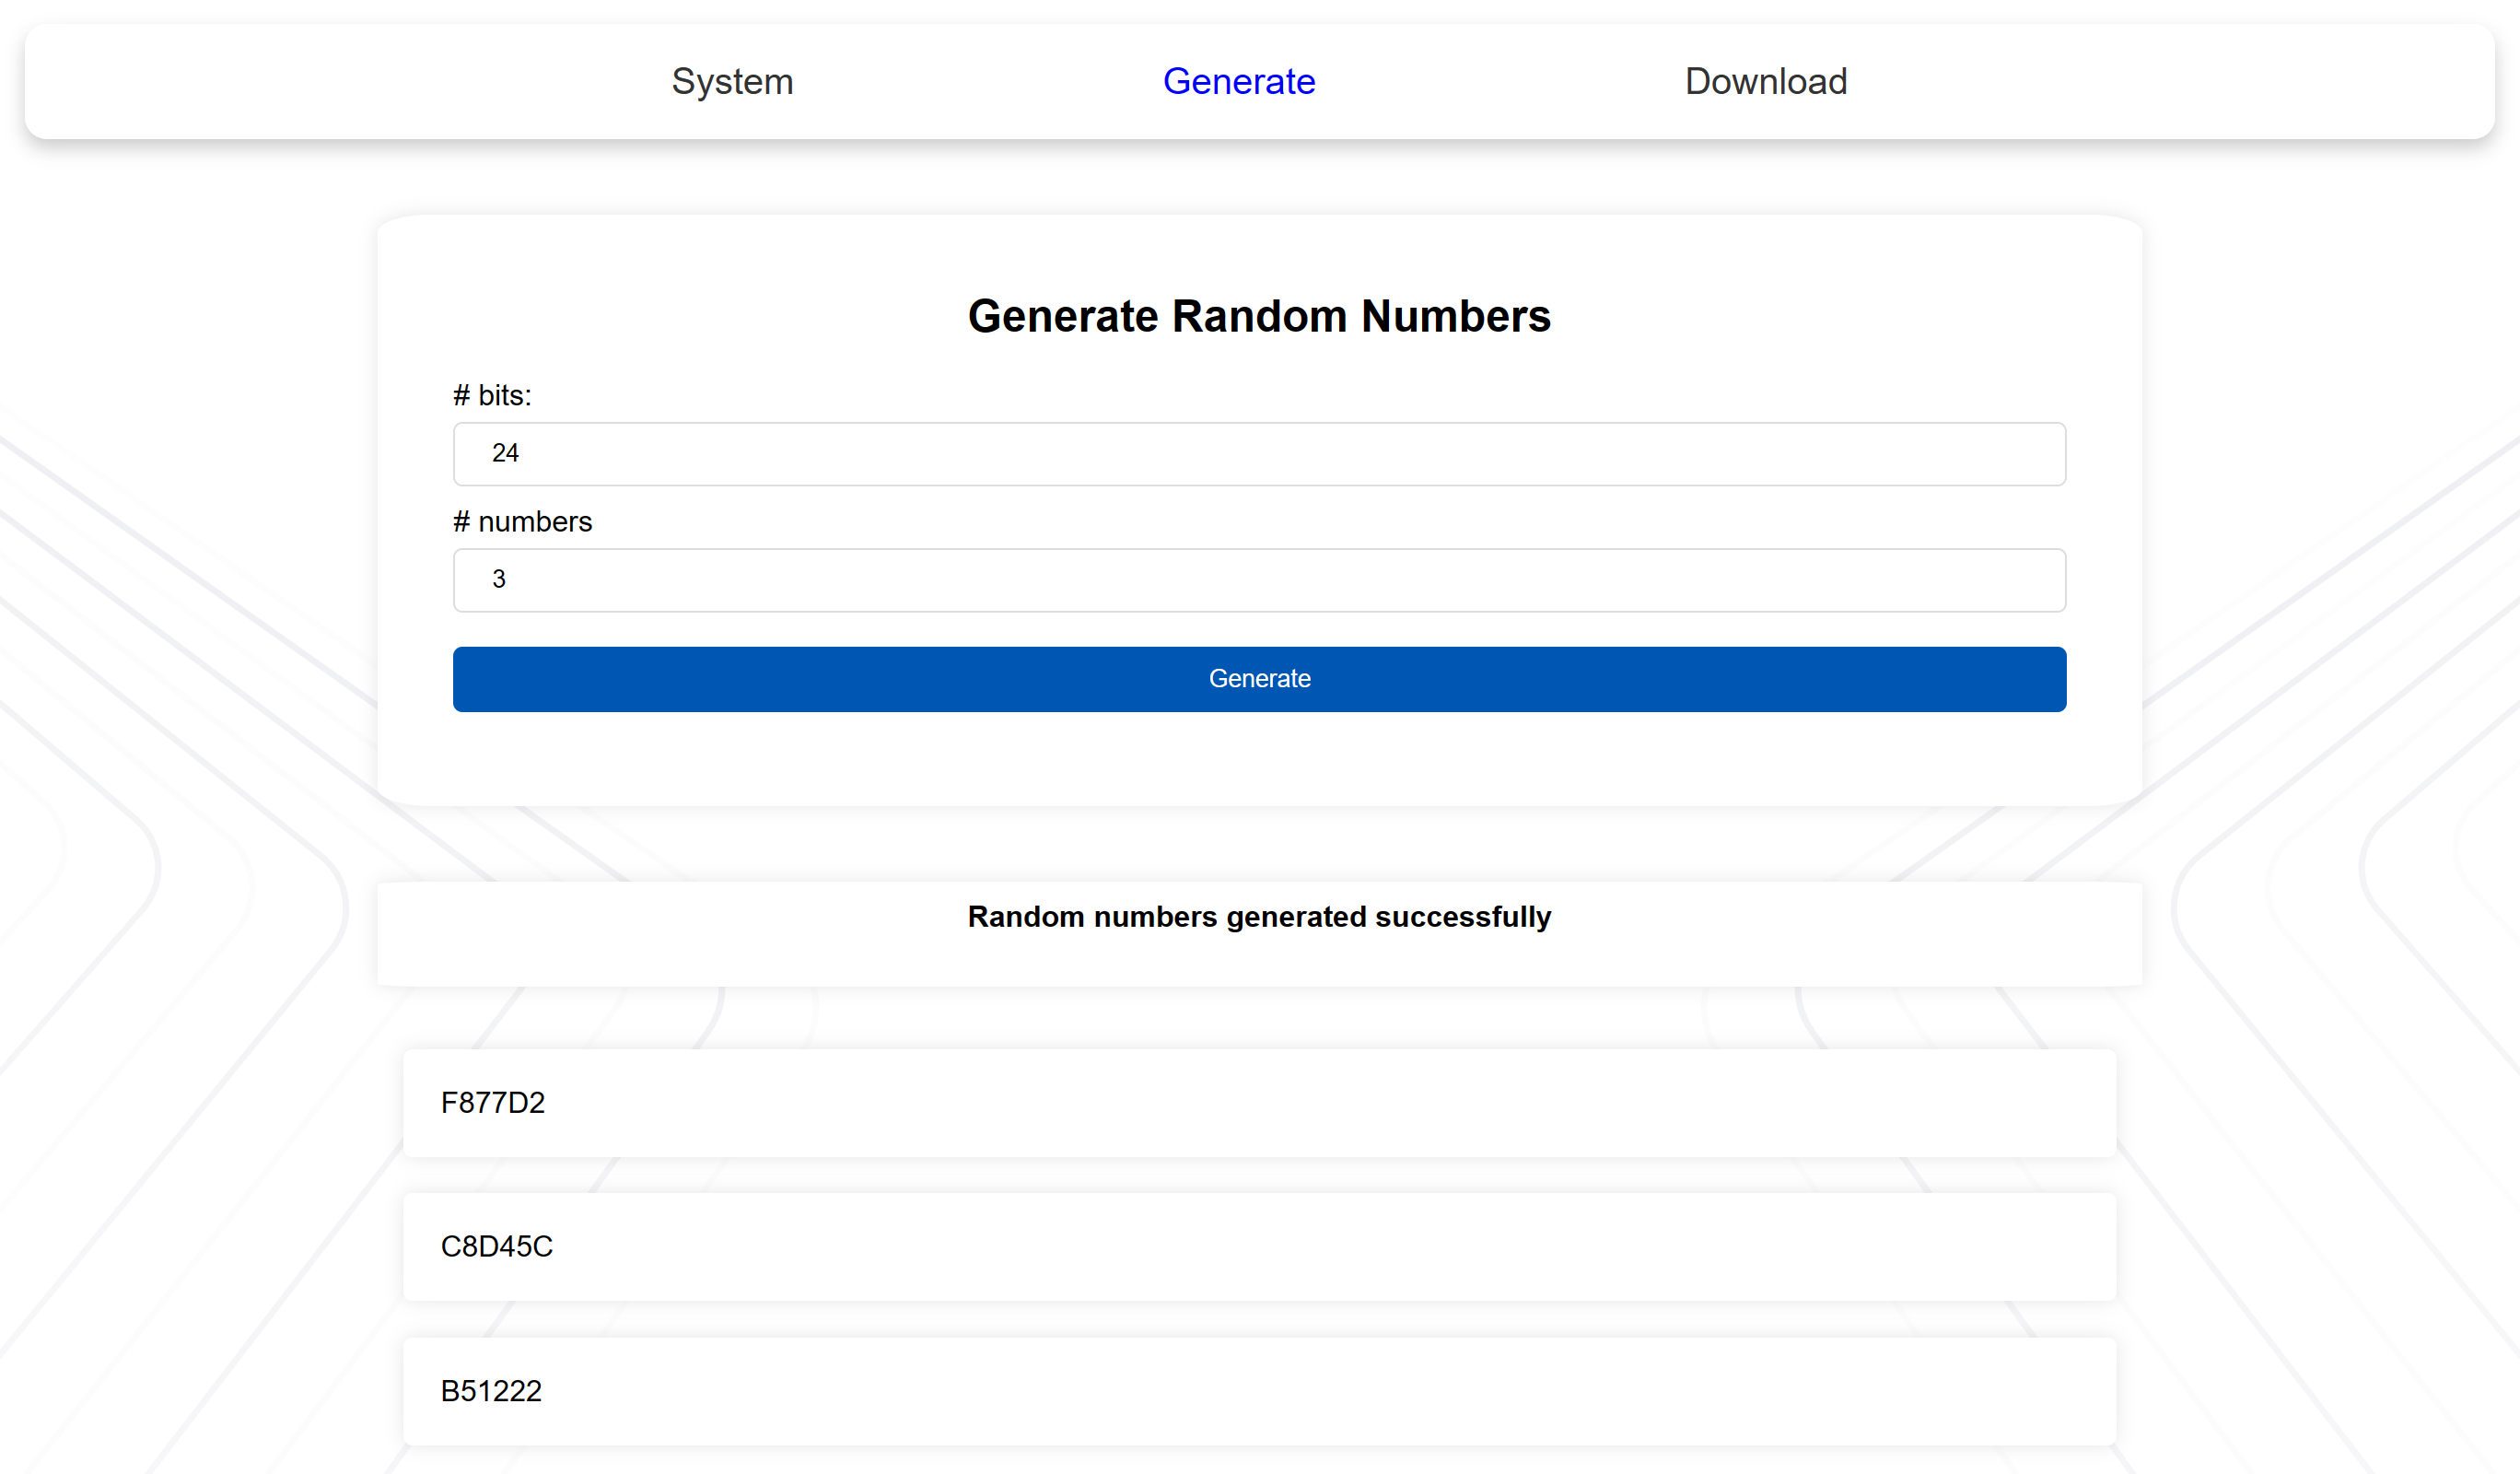 System Generate Download
Generate Random Numbers
# bits:
24
# numbers
3
Generate
Random numbers generated successfully
F877D2
C8D45C
B51222